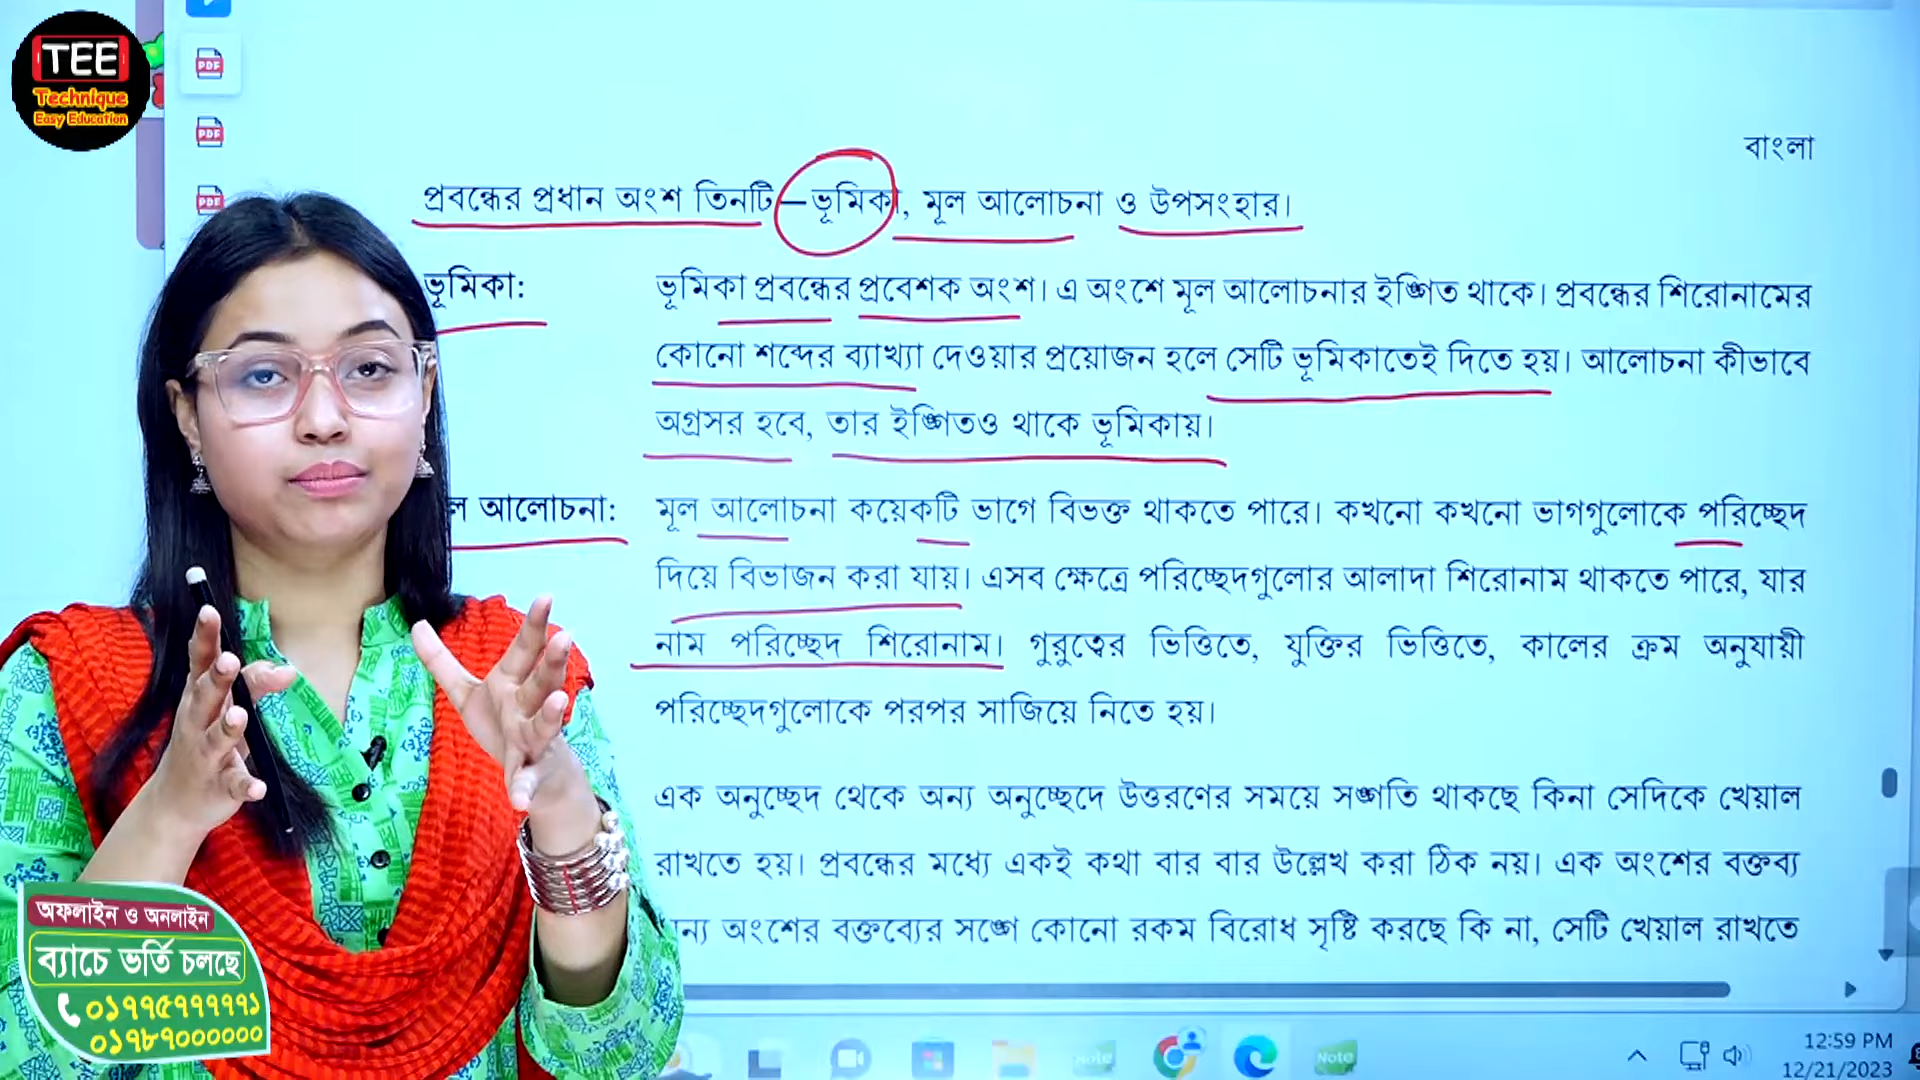 TEE
Technique
Easy Education
PDF
PDF
PDF
বাংলা
প্রবন্ধের প্রধান অংশ তিনটি —ভূমিকা, মূল আলোচনা ও উপসংহার।
ভূমিকা:
ভূমিকা প্রবন্ধের প্রবেশক অংশ। এ অংশে মূল আলোচনার ইঙ্গিত থাকে। প্রবন্ধের শিরোনামের
কোনো শব্দের ব্যাখ্যা দেওয়ার প্রয়োজন হলে সেটি ভূমিকাতেই দিতে হয়। আলোচনা কীভাবে
অগ্রসর হবে, তার ইঙ্গিতও থাকে ভূমিকায়।
ল আলোচনা:
মূল আলোচনা কয়েকটি ভাগে বিভক্ত থাকতে পারে। কখনো কখনো ভাগগুলোকে পরিচ্ছেদ
দিয়ে বিভাজন করা যায়। এসব ক্ষেত্রে পরিচ্ছেদগুলোর আলাদা শিরোনাম থাকতে পারে, যার
নাম পরিচ্ছেদ শিরোনাম। গুরুত্বের ভিত্তিতে, যুক্তির ভিত্তিতে, কালের ক্রম অনুযায়ী
পরিচ্ছেদগুলোকে পরপর সাজিয়ে নিতে হয়।
এক অনুচ্ছেদ থেকে অন্য অনুচ্ছেদে উত্তরণের সময়ে সঙ্গতি থাকছে কিনা সেদিকে খেয়াল
রাখতে হয়। প্রবন্ধের মধ্যে একই কথা বার বার উল্লেখ করা ঠিক নয়। এক অংশের বক্তব্য
ন্য অংশের বক্তব্যের সঙ্গে কোনো রকম বিরোধ সৃষ্টি করছে কি না, সেটি খেয়াল রাখতে
অফলাইন ও অনলাইন
ব্যাচে ভর্তি চলছে
০১৭৭৫৭৭৭৭৭১
০১৭৮৭০০০০০০
Note
Note
12:59 PM
12/21/2023